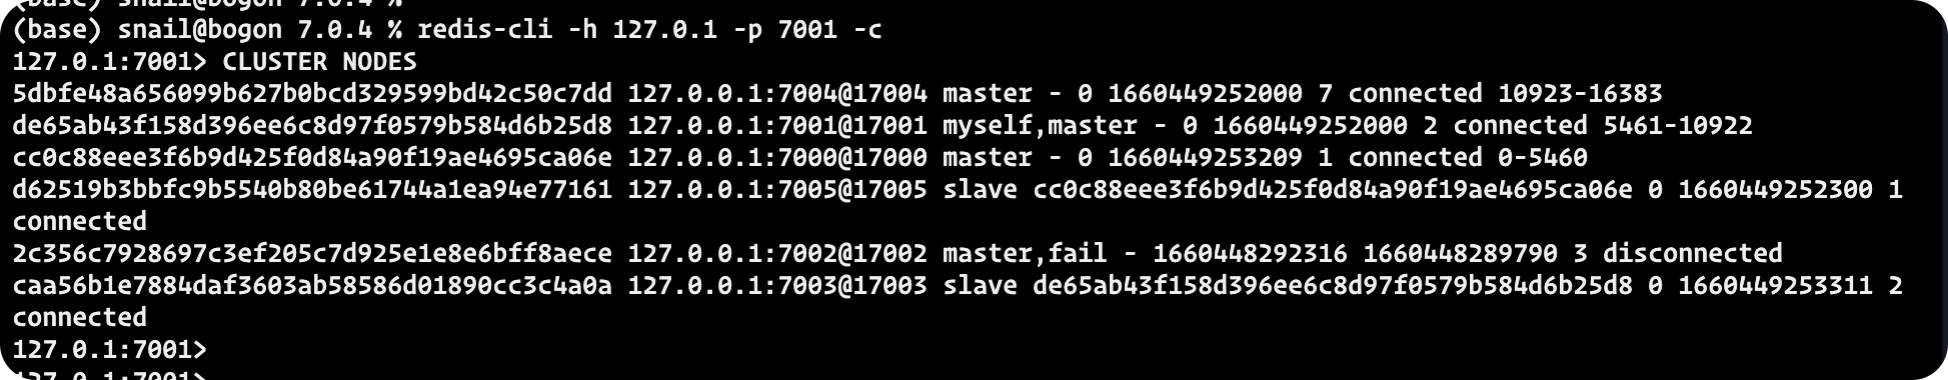 (base) snail@bogon 7.0.4 %
(base) snail@bogon 7.0.4 % redis-cli -h 127.0.1 -p 7001 -c
127.0.1:7001> CLUSTER NODES
5dbfe48a656099b627b0bcd329599bd42c50c7dd 127.0.0.1:7004@17004 master - 0 1660449252000 7 connected 10923-16383
de65ab43f158d396ee6c8d97f0579b584d6b25d8 127.0.0.1:7001@17001 myself,master - 0 1660449252000 2 connected 5461-10922
cc0c88eee3f6b9d425f0d84a90f19ae4695ca06e 127.0.0.1:7000@17000 master - 0 1660449253209 1 connected 0-5460
d62519b3bbfc9b5540b80be61744a1ea94e77161 127.0.0.1:7005@17005 slave cc0c88eee3f6b9d425f0d84a90f19ae4695ca06e 0 1660449252300 1
connected
2c356c7928697c3ef205c7d925e1e8e6bff8aece 127.0.0.1:7002@17002 master,fail - 1660448292316 1660448289790 3 disconnected
caa56b1e7884daf3603ab58586d01890cc3c4a0a 127.0.0.1:7003@17003 slave de65ab43f158d396ee6c8d97f0579b584d6b25d8 0 1660449253311 2
connected
127.0.1:7001>
127.0.1:7001>